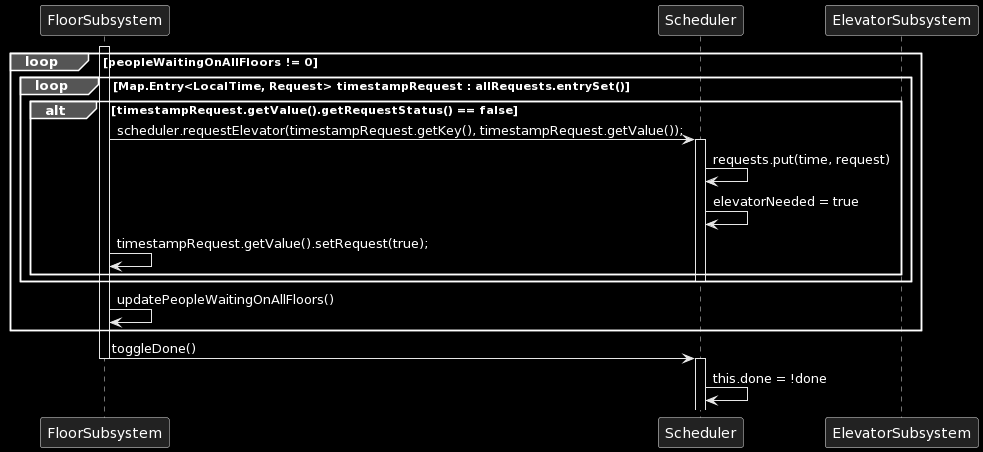 FloorSubsystem Scheduler ElevatorSubsystem
loop [peopleWaitingOnAllFloors != 0]
loop [Map.Entry<LocalTime, Request> timestampRequest : allRequests.entrySet()]
alt [timestampRequest.getValue().getRequestStatus() == false]
scheduler.requestElevator(timestampRequest.getKey(), timestampRequest.getValue());
requests.put(time, request)
elevatorNeeded = true
timestampRequest.getValue().setRequest(true);
updatePeopleWaitingOnAllFloors()
toggleDone()
this.done = !done
FloorSubsystem Scheduler ElevatorSubsystem